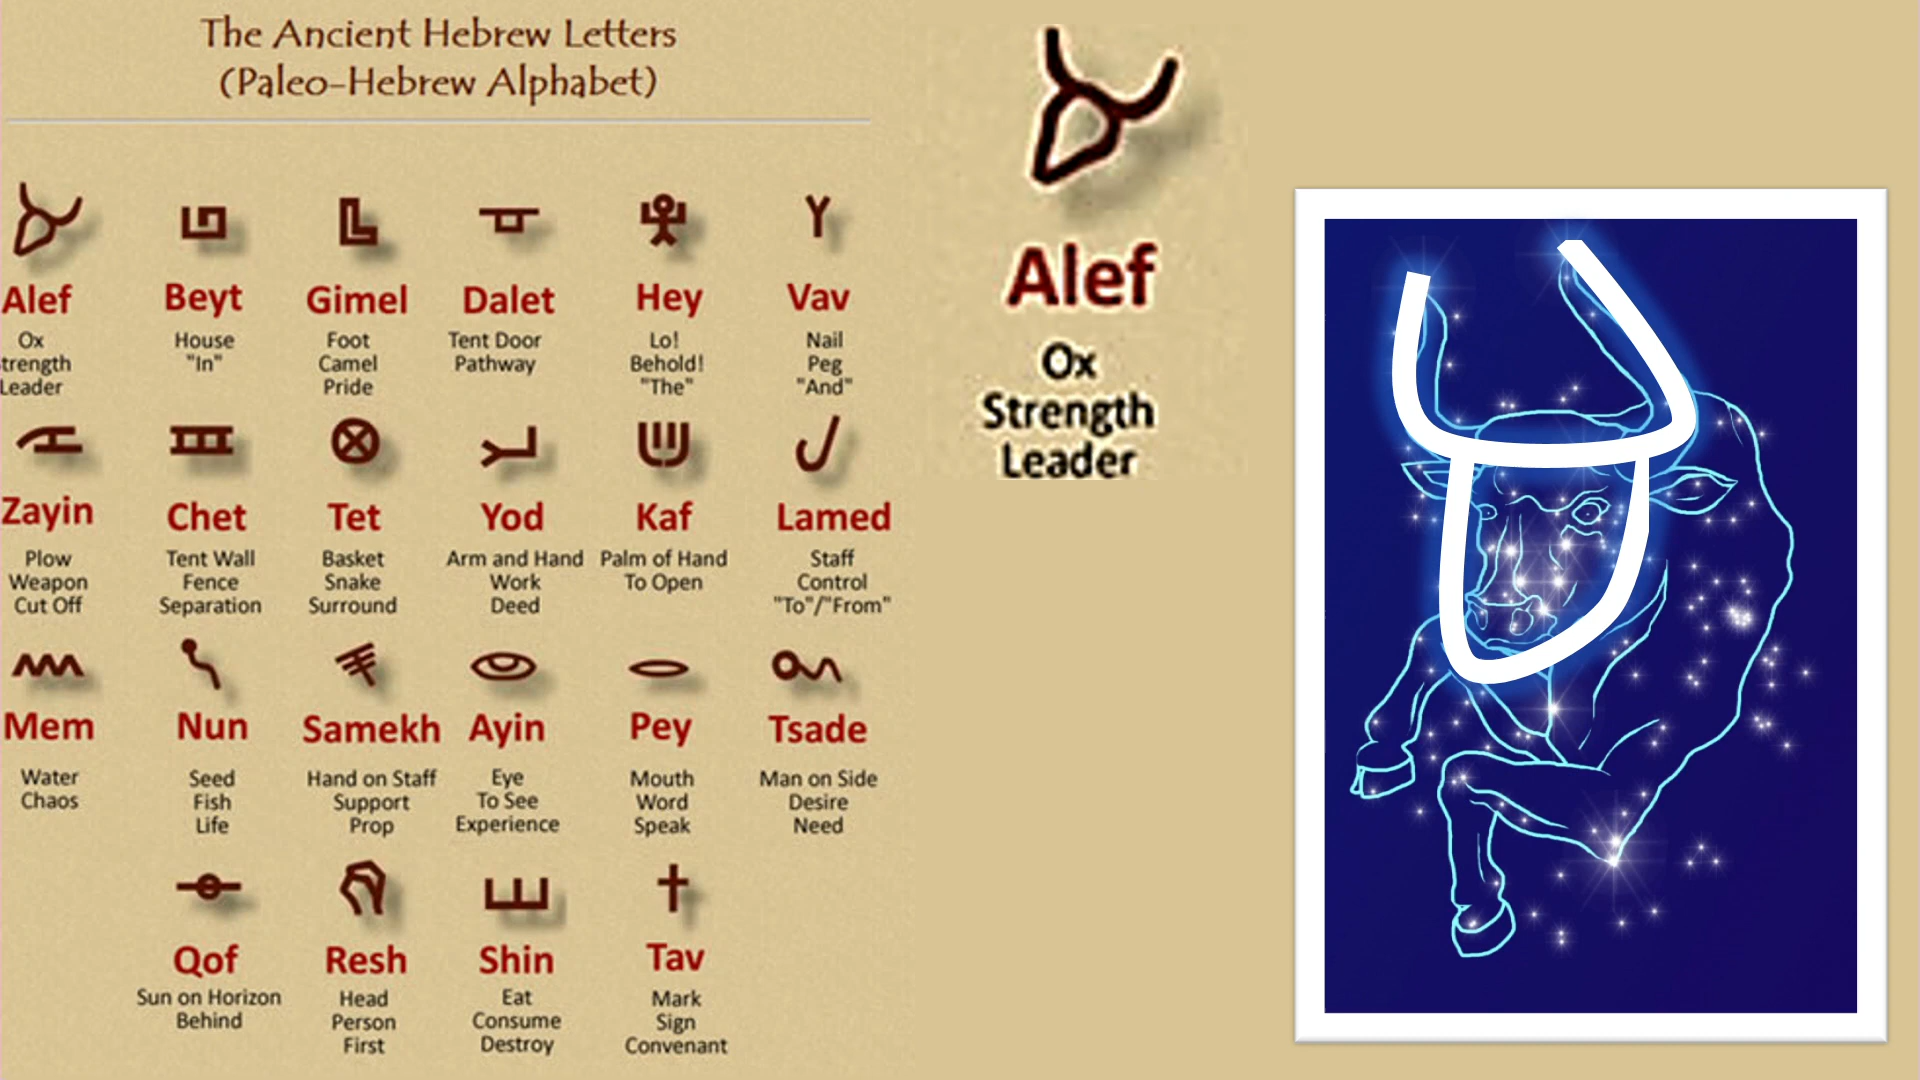 The Ancient Hebrew Letters
(Paleo-Hebrew Alphabet)
Alef
Ox
trength
Leader
Beyt
House
"In"
Gimel
Foot
Camel
Pride
Dalet
Tent Door
Pathway
Hey
Lo!
Behold!
"The"
Vav
Nail
Peg
"And"
Zayin
Plow
Weapon
Cut Off
Chet
Tent Wall
Fence
Separation
Tet
Basket
Snake
Surround
Yod
Arm and Hand
Work
Deed
Kaf
Palm of Hand
To Open
Lamed
Staff
Control
"To"/"From"
Mem
Water
Chaos
Nun
Seed
Fish
Life
Samekh
Hand on Staff
Support
Prop
Ayin
Eye
To See
Experience
Pey
Mouth
Word
Speak
Tsade
Man on Side
Desire
Need
Qof
Sun on Horizon
Behind
Resh
Head
Person
First
Shin
Eat
Consume
Destroy
Tav
Mark
Sign
Convenant
Alef
Ox
Strength
Leader